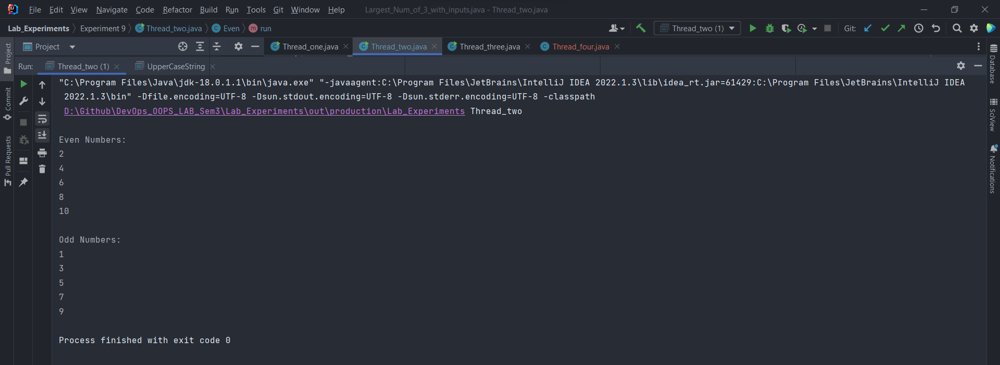 File Edit View Navigate Code Refactor Build Run Tools Git Window Help Largest_Num_of_3_with_inputs.java - Thread_two.java
Lab_Experiments Experiment 9 Thread_two.java Even run Thread_two (1) Git:
Project Thread_one.java Thread_two.java Thread_three.java Thread_four.java
Run: Thread_two (1) UpperCaseString
"C:\Program Files\Java\jdk-18.0.1.1\bin\java.exe" "-javaagent:C:\Program Files\JetBrains\IntelliJ IDEA 2022.1.3\lib\idea_rt.jar=61429:C:\Program Files\JetBrains\IntelliJ IDEA
2022.1.3\bin" -Dfile.encoding=UTF-8 -Dsun.stdout.encoding=UTF-8 -Dsun.stderr.encoding=UTF-8 -classpath
D:\Github\DevOps_OOPS_LAB_Sem3\Lab_Experiments\out\production\Lab_Experiments Thread_two
Even Numbers:
2
4
6
8
10
Odd Numbers:
1
3
5
7
9
Process finished with exit code 0
Project
Commit
Pull Requests
Database
SciView
Notifications